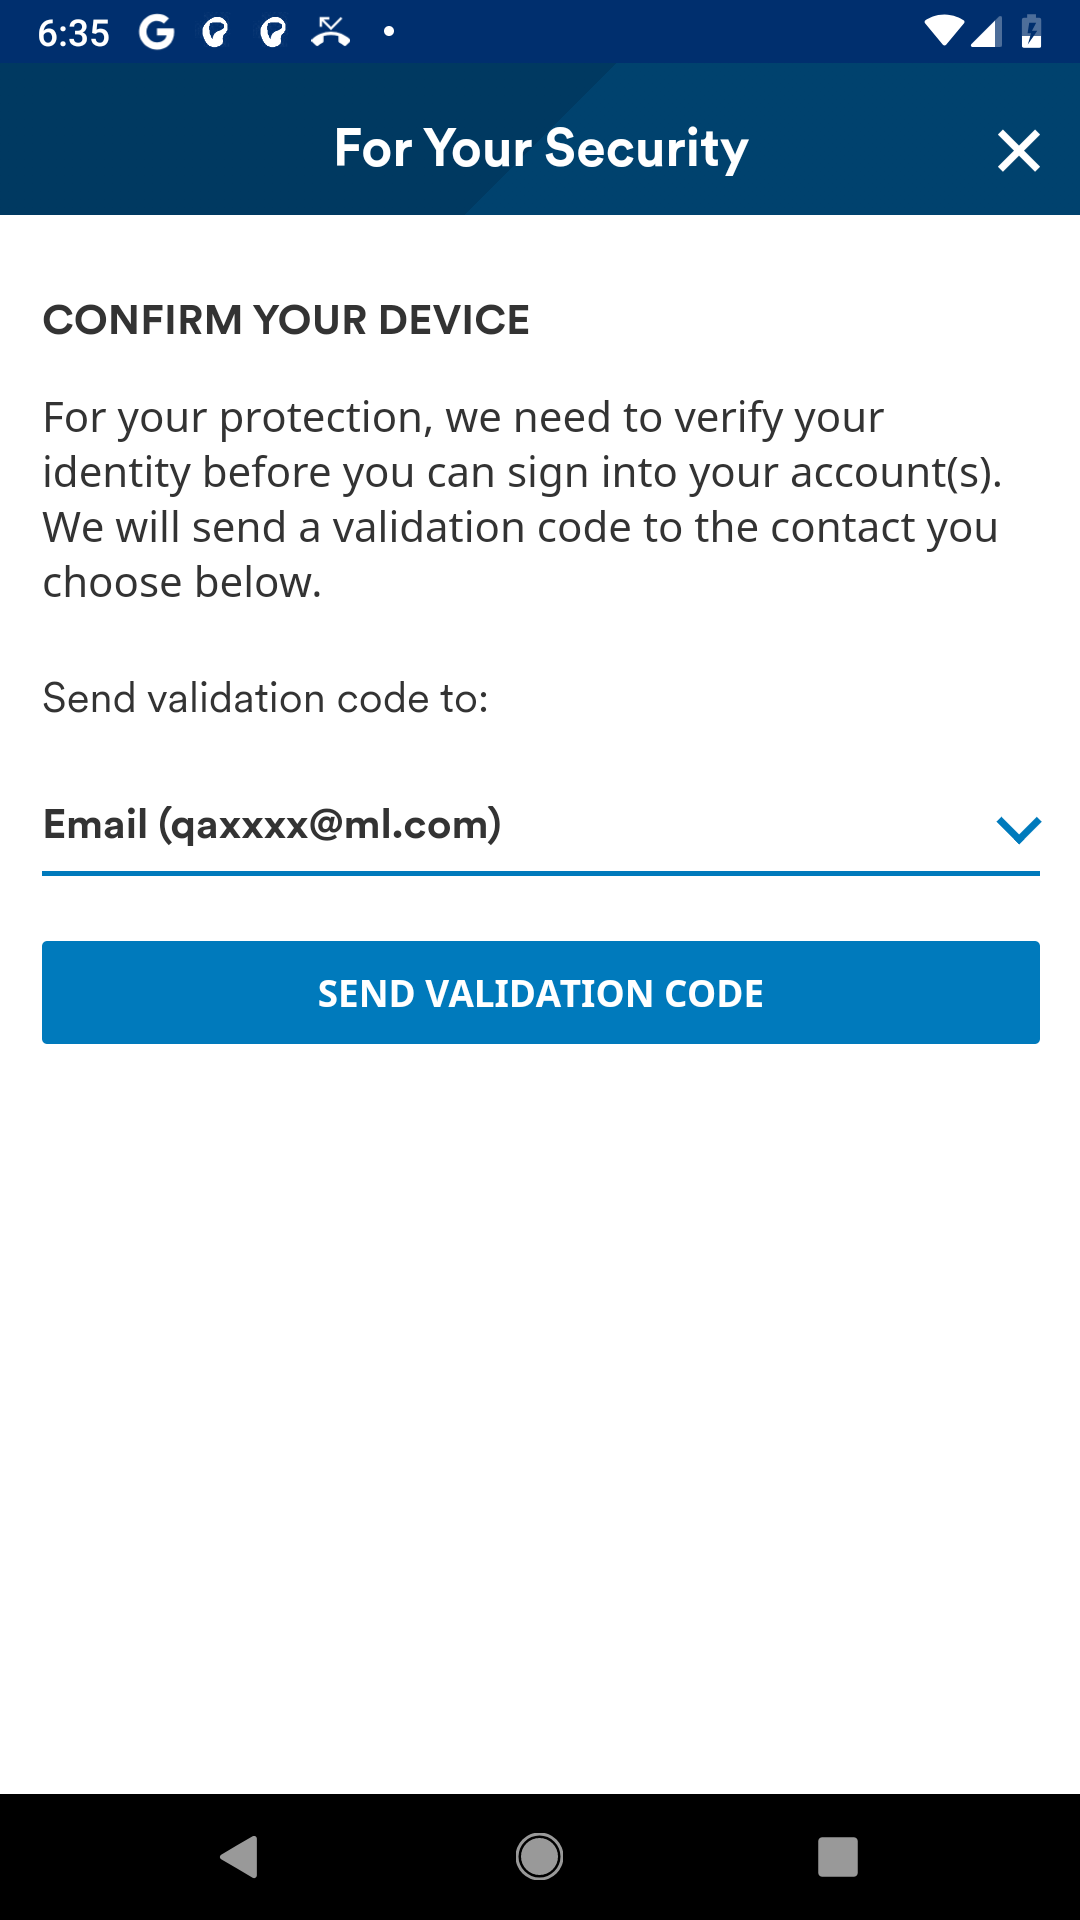 6:35
For Your Security
CONFIRM YOUR DEVICE
For your protection, we need to verify your
identity before you can sign into your account(s).
We will send a validation code to the contact you
choose below.
Send validation code to:
Email (qaxxxx@ml.com)
SEND VALIDATION CODE